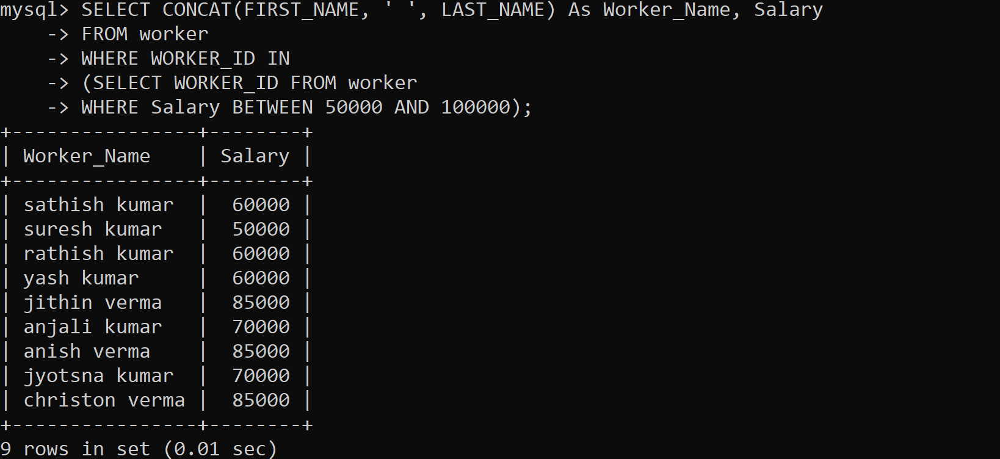 mysql> SELECT CONCAT(FIRST_NAME, ' ', LAST_NAME) As Worker_Name, Salary
    -> FROM worker
    -> WHERE WORKER_ID IN
    -> (SELECT WORKER_ID FROM worker
    -> WHERE Salary BETWEEN 50000 AND 100000);
+----------------+--------+
| Worker_Name    | Salary |
+----------------+--------+
| sathish kumar  |  60000 |
| suresh kumar   |  50000 |
| rathish kumar  |  60000 |
| yash kumar     |  60000 |
| jithin verma   |  85000 |
| anjali kumar   |  70000 |
| anish verma    |  85000 |
| jyotsna kumar  |  70000 |
| christon verma |  85000 |
+----------------+--------+
9 rows in set (0.01 sec)